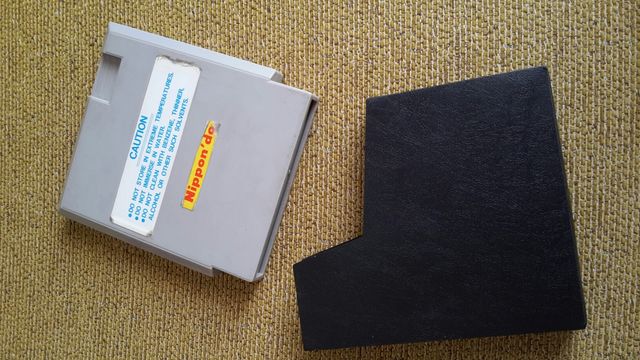 CAUTION
●DO NOT STORE IN EXTREME TEMPERATURES.
●DO NOT IMMERSE IN WATER.
●DO NOT CLEAN WITH BENZENE, THINNER,
ALCOHOL OR OTHER SUCH SOLVENTS.
Nippon'do